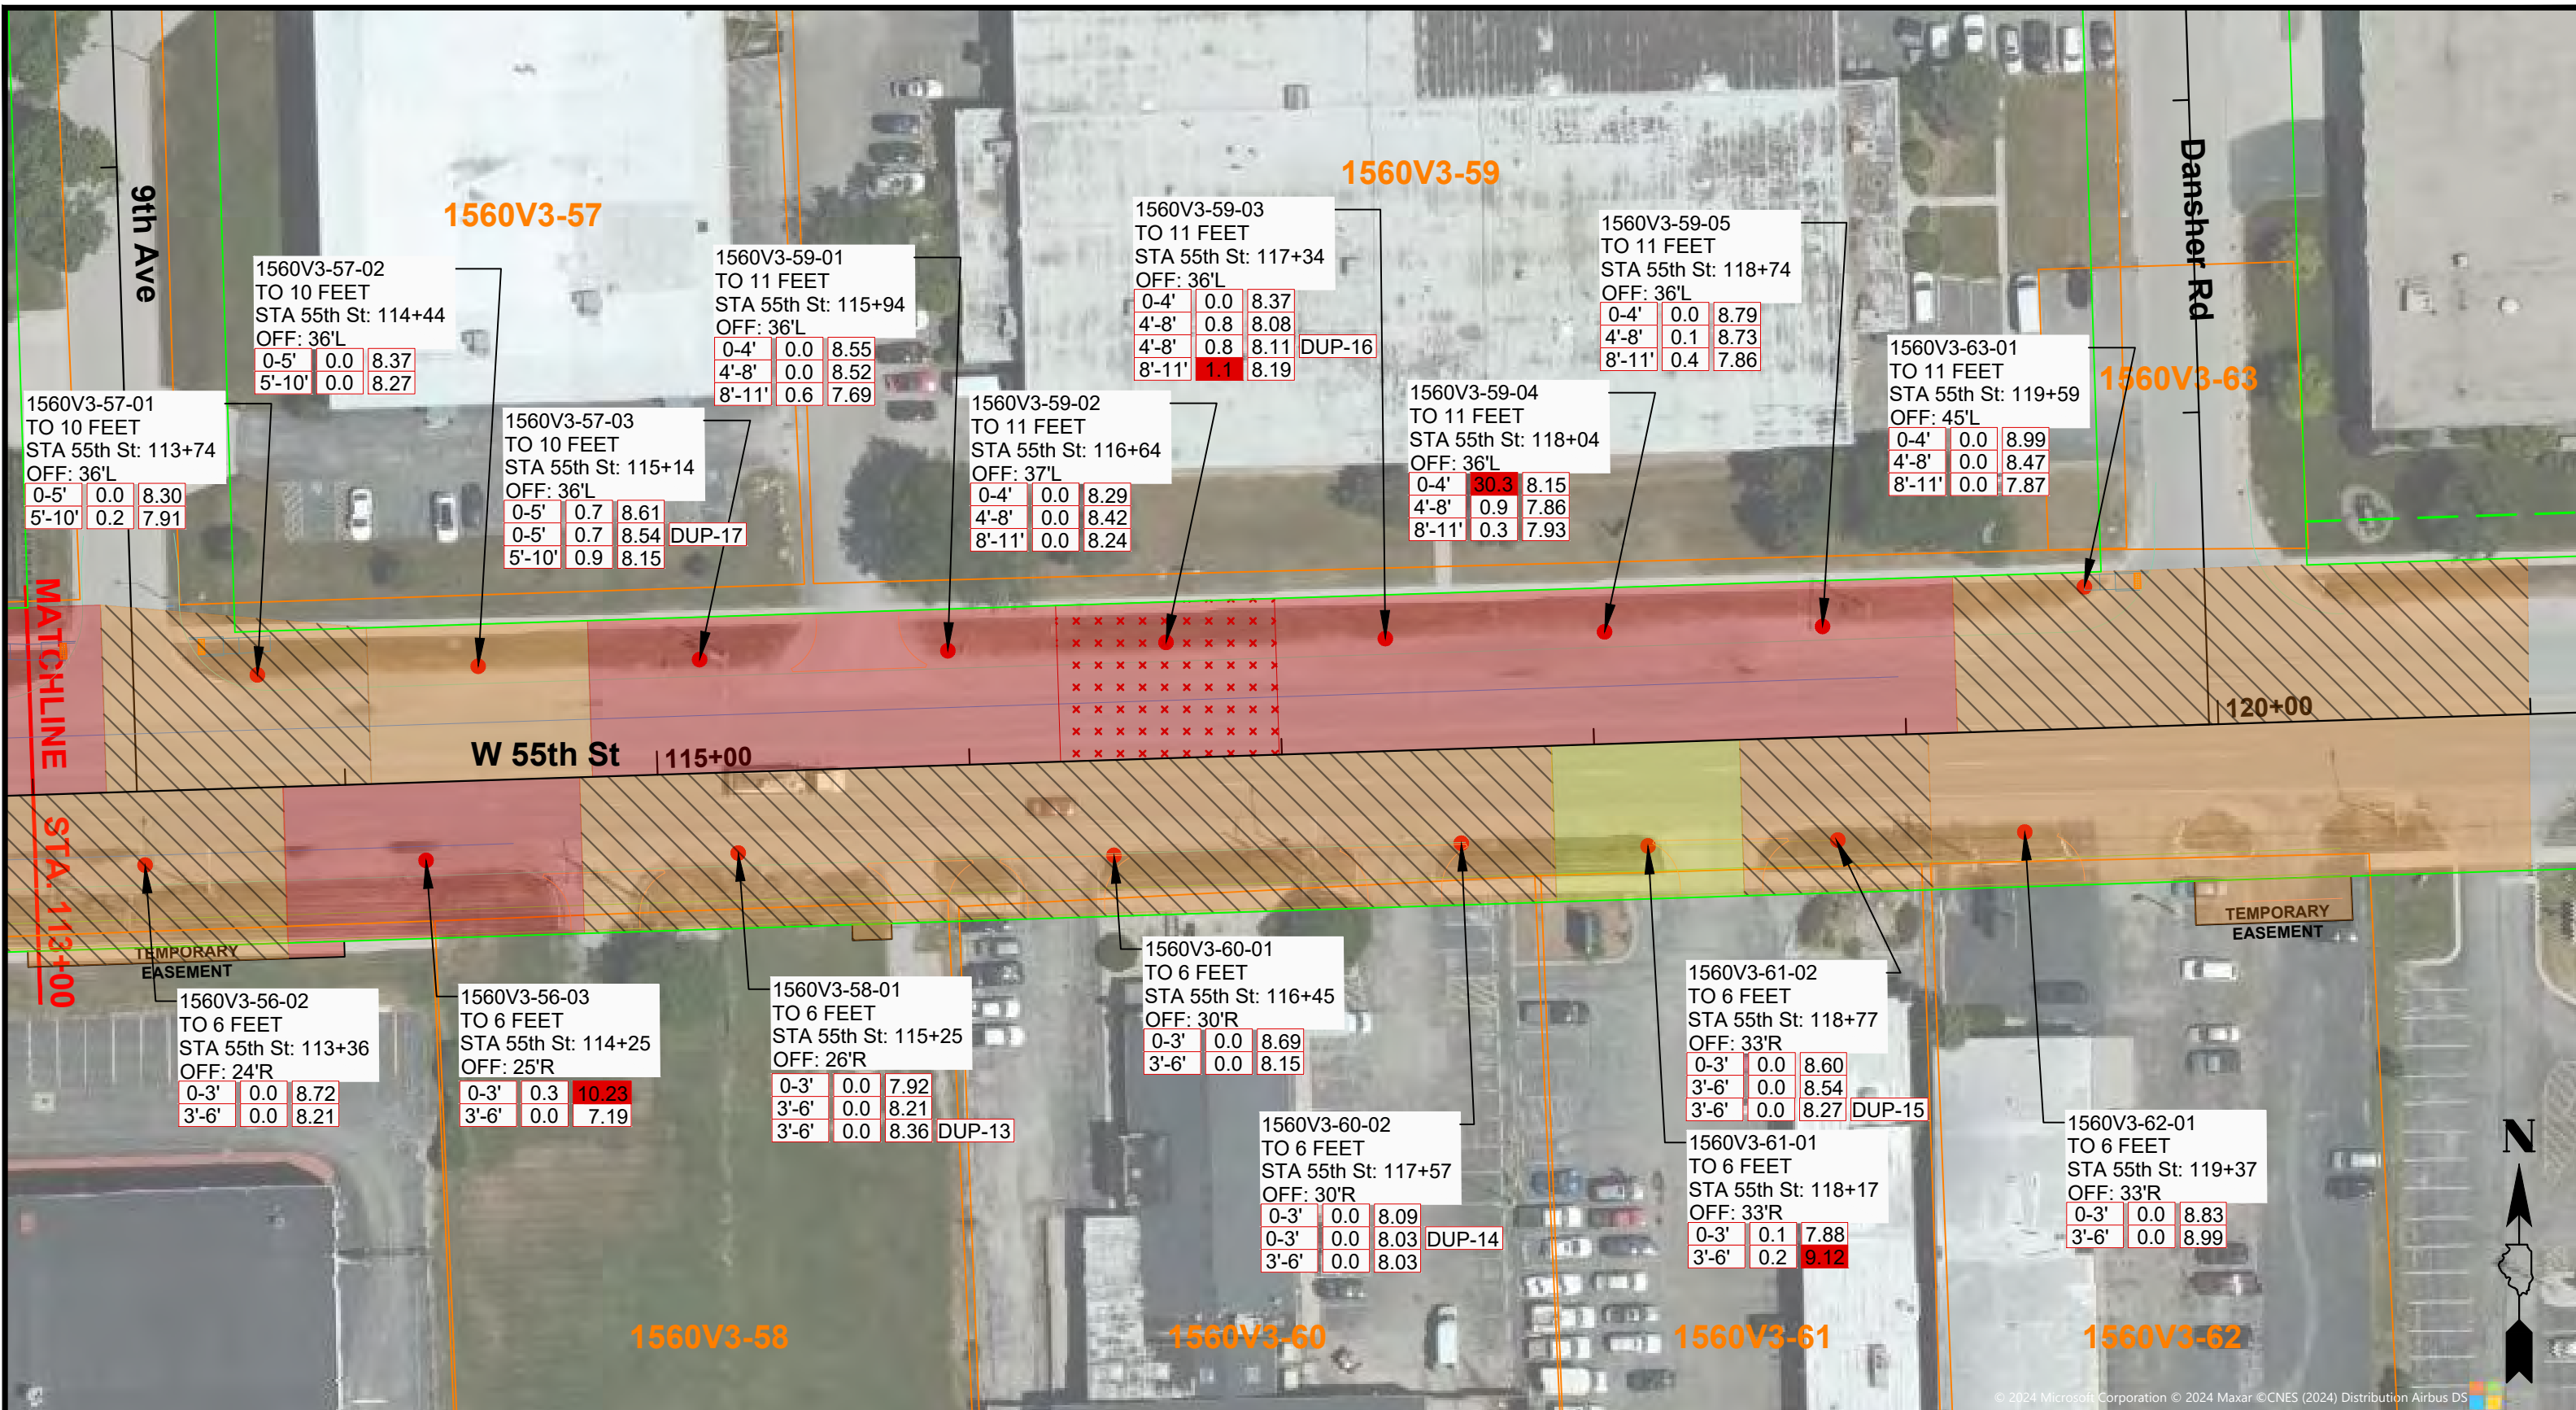 1560V3-57
1560V3-59
1560V3-63
9th Ave
Dansher Rd
1560V3-57-01
TO 10 FEET
STA 55th St: 113+74
OFF: 36'L
0-5' 0.0 8.30
5'-10' 0.2 7.91
1560V3-57-02
TO 10 FEET
STA 55th St: 114+44
OFF: 36'L
0-5' 0.0 8.37
5'-10' 0.0 8.27
1560V3-57-03
TO 10 FEET
STA 55th St: 115+14
OFF: 36'L
0-5' 0.7 8.61
0-5' 0.7 8.54 DUP-17
5'-10' 0.9 8.15
1560V3-59-01
TO 11 FEET
STA 55th St: 115+94
OFF: 36'L
0-4' 0.0 8.55
4'-8' 0.0 8.52
8'-11' 0.6 7.69
1560V3-59-02
TO 11 FEET
STA 55th St: 116+64
OFF: 37'L
0-4' 0.0 8.29
4'-8' 0.0 8.42
8'-11' 0.0 8.24
1560V3-59-03
TO 11 FEET
STA 55th St: 117+34
OFF: 36'L
0-4' 0.0 8.37
4'-8' 0.8 8.08
4'-8' 0.8 8.11 DUP-16
8'-11' 1.1 8.19
1560V3-59-04
TO 11 FEET
STA 55th St: 118+04
OFF: 36'L
0-4' 30.3 8.15
4'-8' 0.9 7.86
8'-11' 0.3 7.93
1560V3-59-05
TO 11 FEET
STA 55th St: 118+74
OFF: 36'L
0-4' 0.0 8.79
4'-8' 0.1 8.73
8'-11' 0.4 7.86
1560V3-63-01
TO 11 FEET
STA 55th St: 119+59
OFF: 45'L
0-4' 0.0 8.99
4'-8' 0.0 8.47
8'-11' 0.0 7.87
MATCHLINE STA. 113+00
W 55th St
115+00
120+00
TEMPORARY
EASEMENT
TEMPORARY
EASEMENT
1560V3-56-02
TO 6 FEET
STA 55th St: 113+36
OFF: 24'R
0-3' 0.0 8.72
3'-6' 0.0 8.21
1560V3-56-03
TO 6 FEET
STA 55th St: 114+25
OFF: 25'R
0-3' 0.3 10.23
3'-6' 0.0 7.19
1560V3-58-01
TO 6 FEET
STA 55th St: 115+25
OFF: 26'R
0-3' 0.0 7.92
3'-6' 0.0 8.21
3'-6' 0.0 8.36 DUP-13
1560V3-60-01
TO 6 FEET
STA 55th St: 116+45
OFF: 30'R
0-3' 0.0 8.69
3'-6' 0.0 8.15
1560V3-60-02
TO 6 FEET
STA 55th St: 117+57
OFF: 30'R
0-3' 0.0 8.09
0-3' 0.0 8.03 DUP-14
3'-6' 0.0 8.03
1560V3-61-02
TO 6 FEET
STA 55th St: 118+77
OFF: 33'R
0-3' 0.0 8.60
3'-6' 0.0 8.54
3'-6' 0.0 8.27 DUP-15
1560V3-61-01
TO 6 FEET
STA 55th St: 118+17
OFF: 33'R
0-3' 0.1 7.88
3'-6' 0.2 9.12
1560V3-62-01
TO 6 FEET
STA 55th St: 119+37
OFF: 33'R
0-3' 0.0 8.83
3'-6' 0.0 8.99
N
1560V3-58
1560V3-60
1560V3-61
1560V3-62
© 2024 Microsoft Corporation © 2024 Maxar ©CNES (2024) Distribution Airbus DS